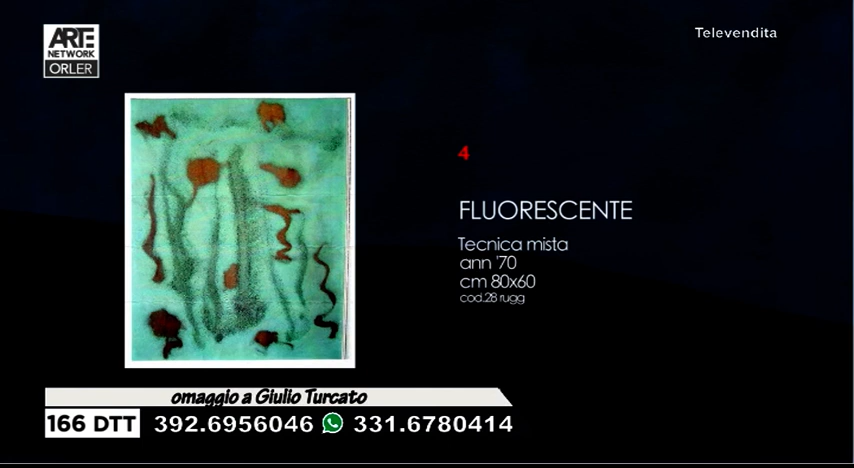 ARTE
NETWORK
ORLER
Televendita
4
FLUORESCENTE
Tecnica mista
ann '70
cm 80x60
cod.28 rugg
omaggio a Giulio Turcato
166 DTT 392.6956046 331.6780414